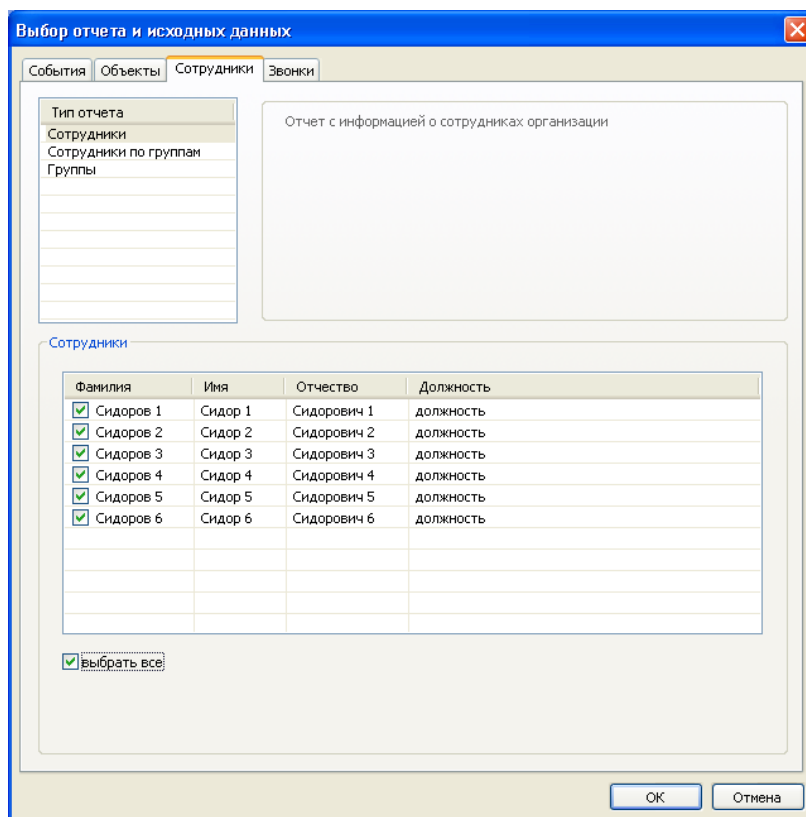 Выбор отчета и исходных данных
События Объекты Сотрудники Звонки
Тип отчета
Сотрудники
Сотрудники по группам
Группы
Отчет с информацией о сотрудниках организации
Сотрудники
Фамилия Имя Отчество Должность
Сидоров 1 Сидор 1 Сидорович 1 должность
Сидоров 2 Сидор 2 Сидорович 2 должность
Сидоров 3 Сидор 3 Сидорович 3 должность
Сидоров 4 Сидор 4 Сидорович 4 должность
Сидоров 5 Сидор 5 Сидорович 5 должность
Сидоров 6 Сидор 6 Сидорович 6 должность
выбрать все
ОК Отмена